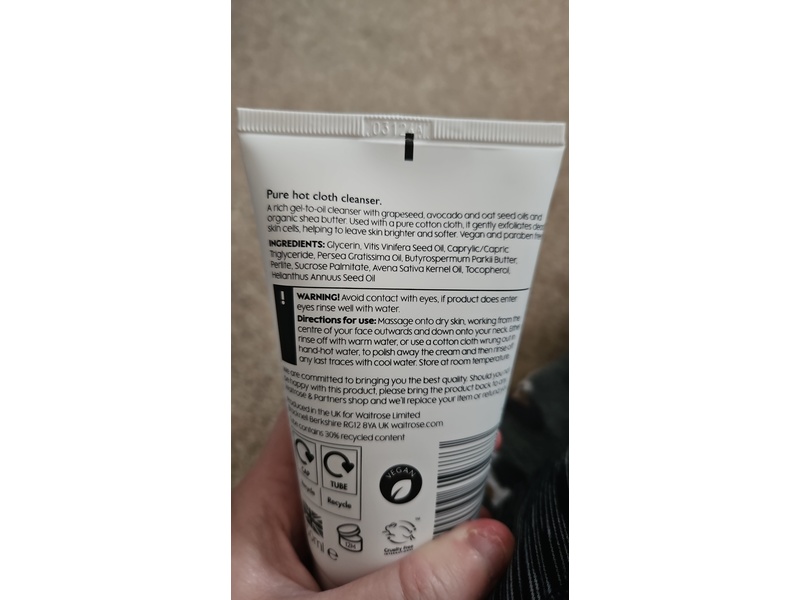 Pure hot cloth cleanser.
A rich gel-to-oil cleanser with grapeseed, avocado and oat seed oils and
organic shea butter. Used with a pure cotton cloth, it gently exfoliates
skin cells, helping to leave skin brighter and softer. Vegan and paraben
INGREDIENTS: Glycerin, Vitis Vinifera Seed Oil, Caprylic/Capric
Triglyceride, Persea Gratissima Oil, Butyrospermum Parkii Butter,
Perlite, Sucrose Palmitate, Avena Sativa Kernel Oil, Tocopherol,
Helianthus Annuus Seed Oil
! WARNING! Avoid contact with eyes, if product does enter
eyes rinse well with water.
Directions for use: Massage onto dry skin, working from the
centre of your face outwards and down onto your neck. Either
rinse off with warm water, or use a cotton cloth wrung out in
hand-hot water, to polish away the cream and then rinse off
any last traces with cool water. Store at room temperature.
We are committed to bringing you the best quality. Should you not
be happy with this product, please bring the product back to any
Waitrose & Partners shop and we'll replace your item or refund
Produced in the UK for Waitrose Limited
Bracknell Berkshire RG12 8YA UK waitrose.com
contains 30% recycled content
CAP
TUBE
Recycle
VEGAN
12M
ml e
Cruelty Free